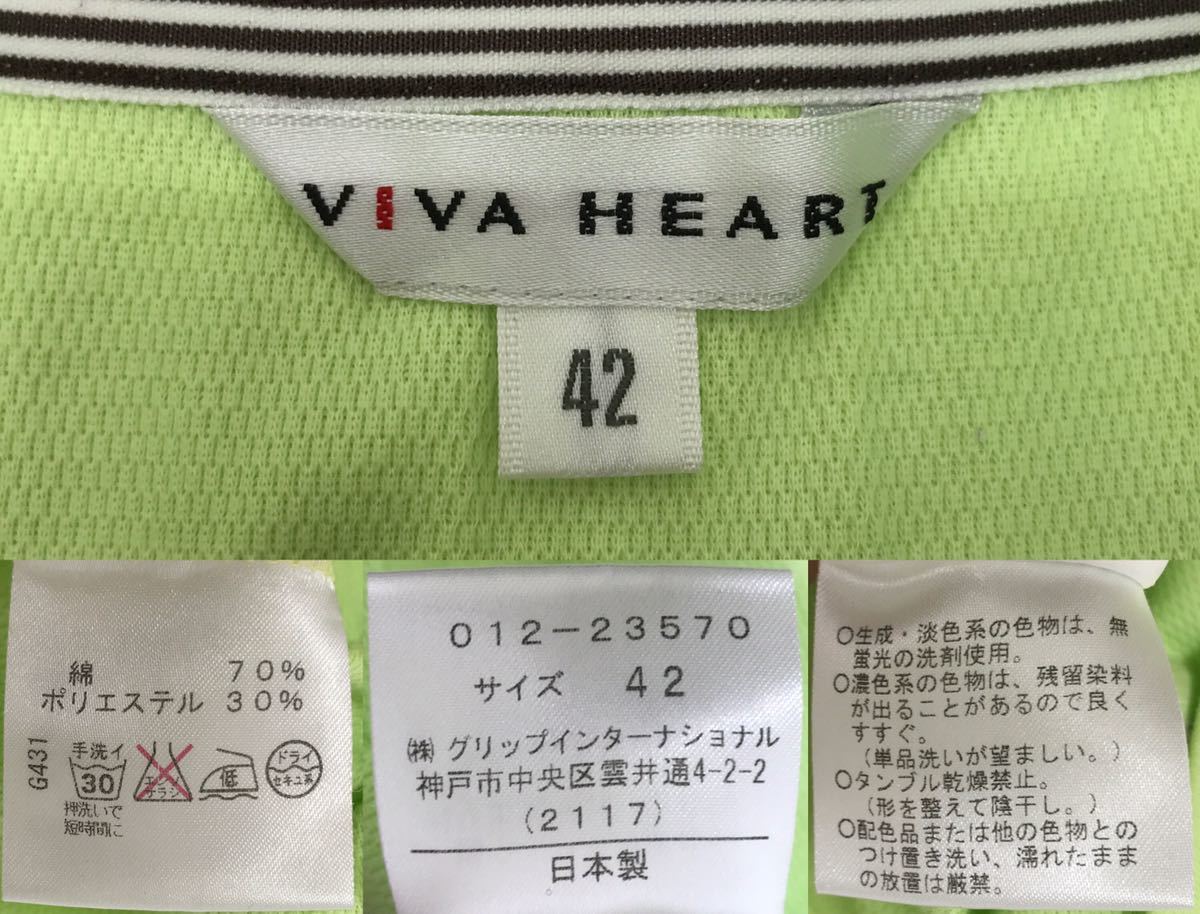 VIVA HEART
42
綿 70%
ポリエステル 30%
G431
手洗イ
30
エンソサラシ
低
ドライ
セキユ系
押洗いで
短時間に
012-23570
サイズ 42
㈱グリップインターナショナル
神戸市中央区雲井通4-2-2
(2117)
日本製
○生成・淡色系の色物は、無
蛍光の洗剤使用。
○濃色系の色物は、残留染料
が出ることがあるので良く
すすぐ。
(単品洗いが望ましい。)
○タンブル乾燥禁止。
(形を整えて陰干し。)
○配色品または他の色物との
つけ置き洗い、濡れたまま
の放置は厳禁。